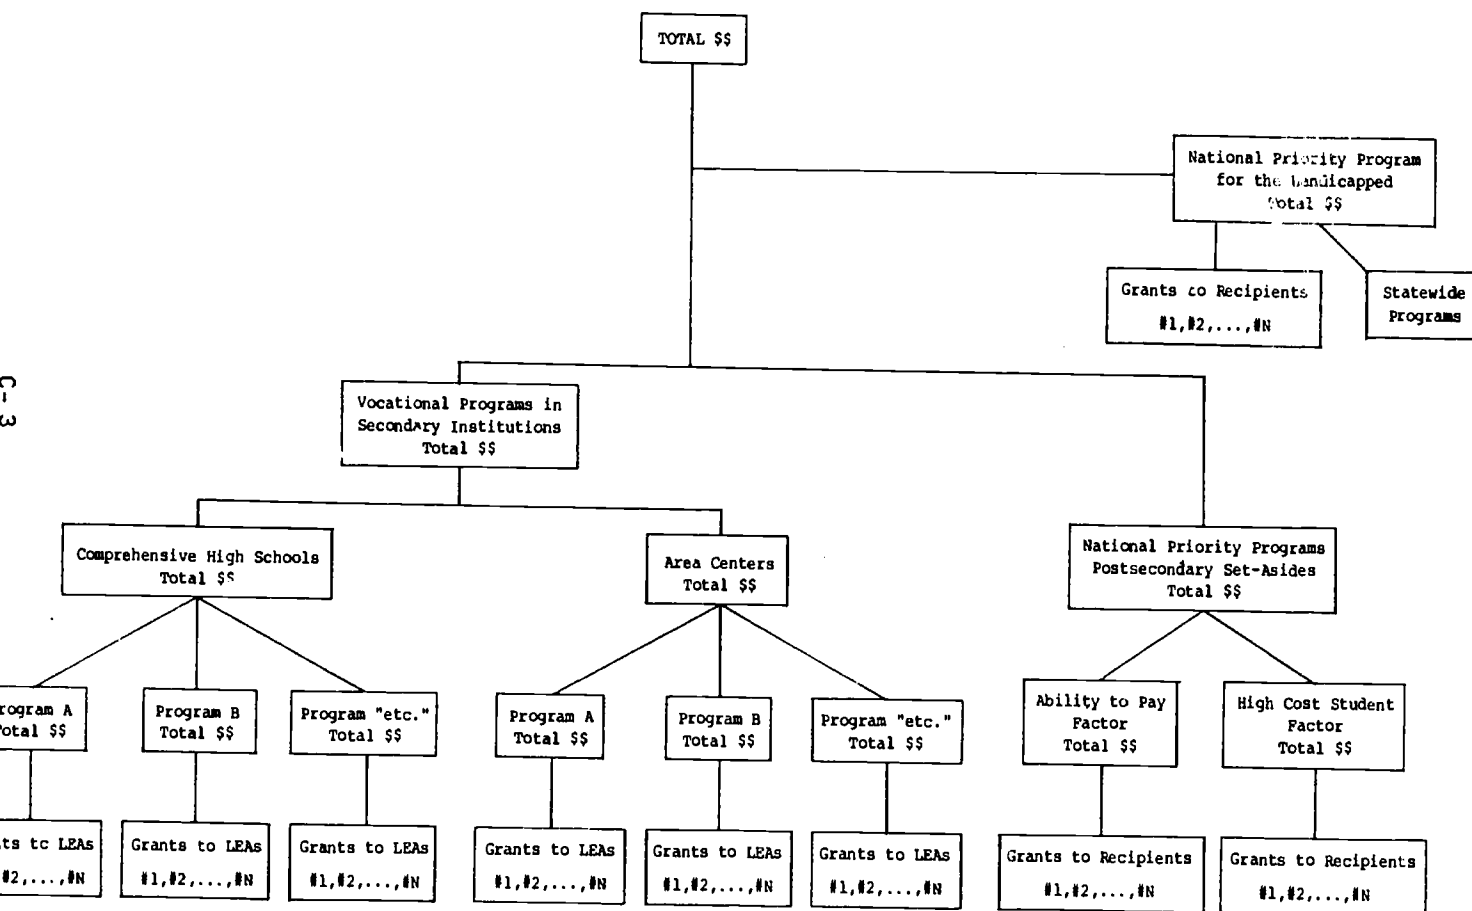 TOTAL $$
National Priority Program
for the Handicapped
Total $$
Grants to Recipients
#1,#2,...,#N
Statewide
Programs
C-3
Vocational Programs in
Secondary Institutions
Total $$
Comprehensive High Schools
Total $$
Area Centers
Total $$
National Priority Programs
Postsecondary Set-Asides
Total $$
rogram A
otal $$
Program B
Total $$
Program "etc."
Total $$
Program A
Total $$
Program B
Total $$
Program "etc."
Total $$
Ability to Pay
Factor
Total $$
High Cost Student
Factor
Total $$
ts to LEAs
#2,...,#N
Grants to LEAs
#1,#2,...,#N
Grants to LEAs
#1,#2,...,#N
Grants to LEAs
#1,#2,...,#N
Grants to LEAs
#1,#2,...,#N
Grants to LEAs
#1,#2,...,#N
Grants to Recipients
#1,#2,...,#N
Grants to Recipients
#1,#2,...,#N